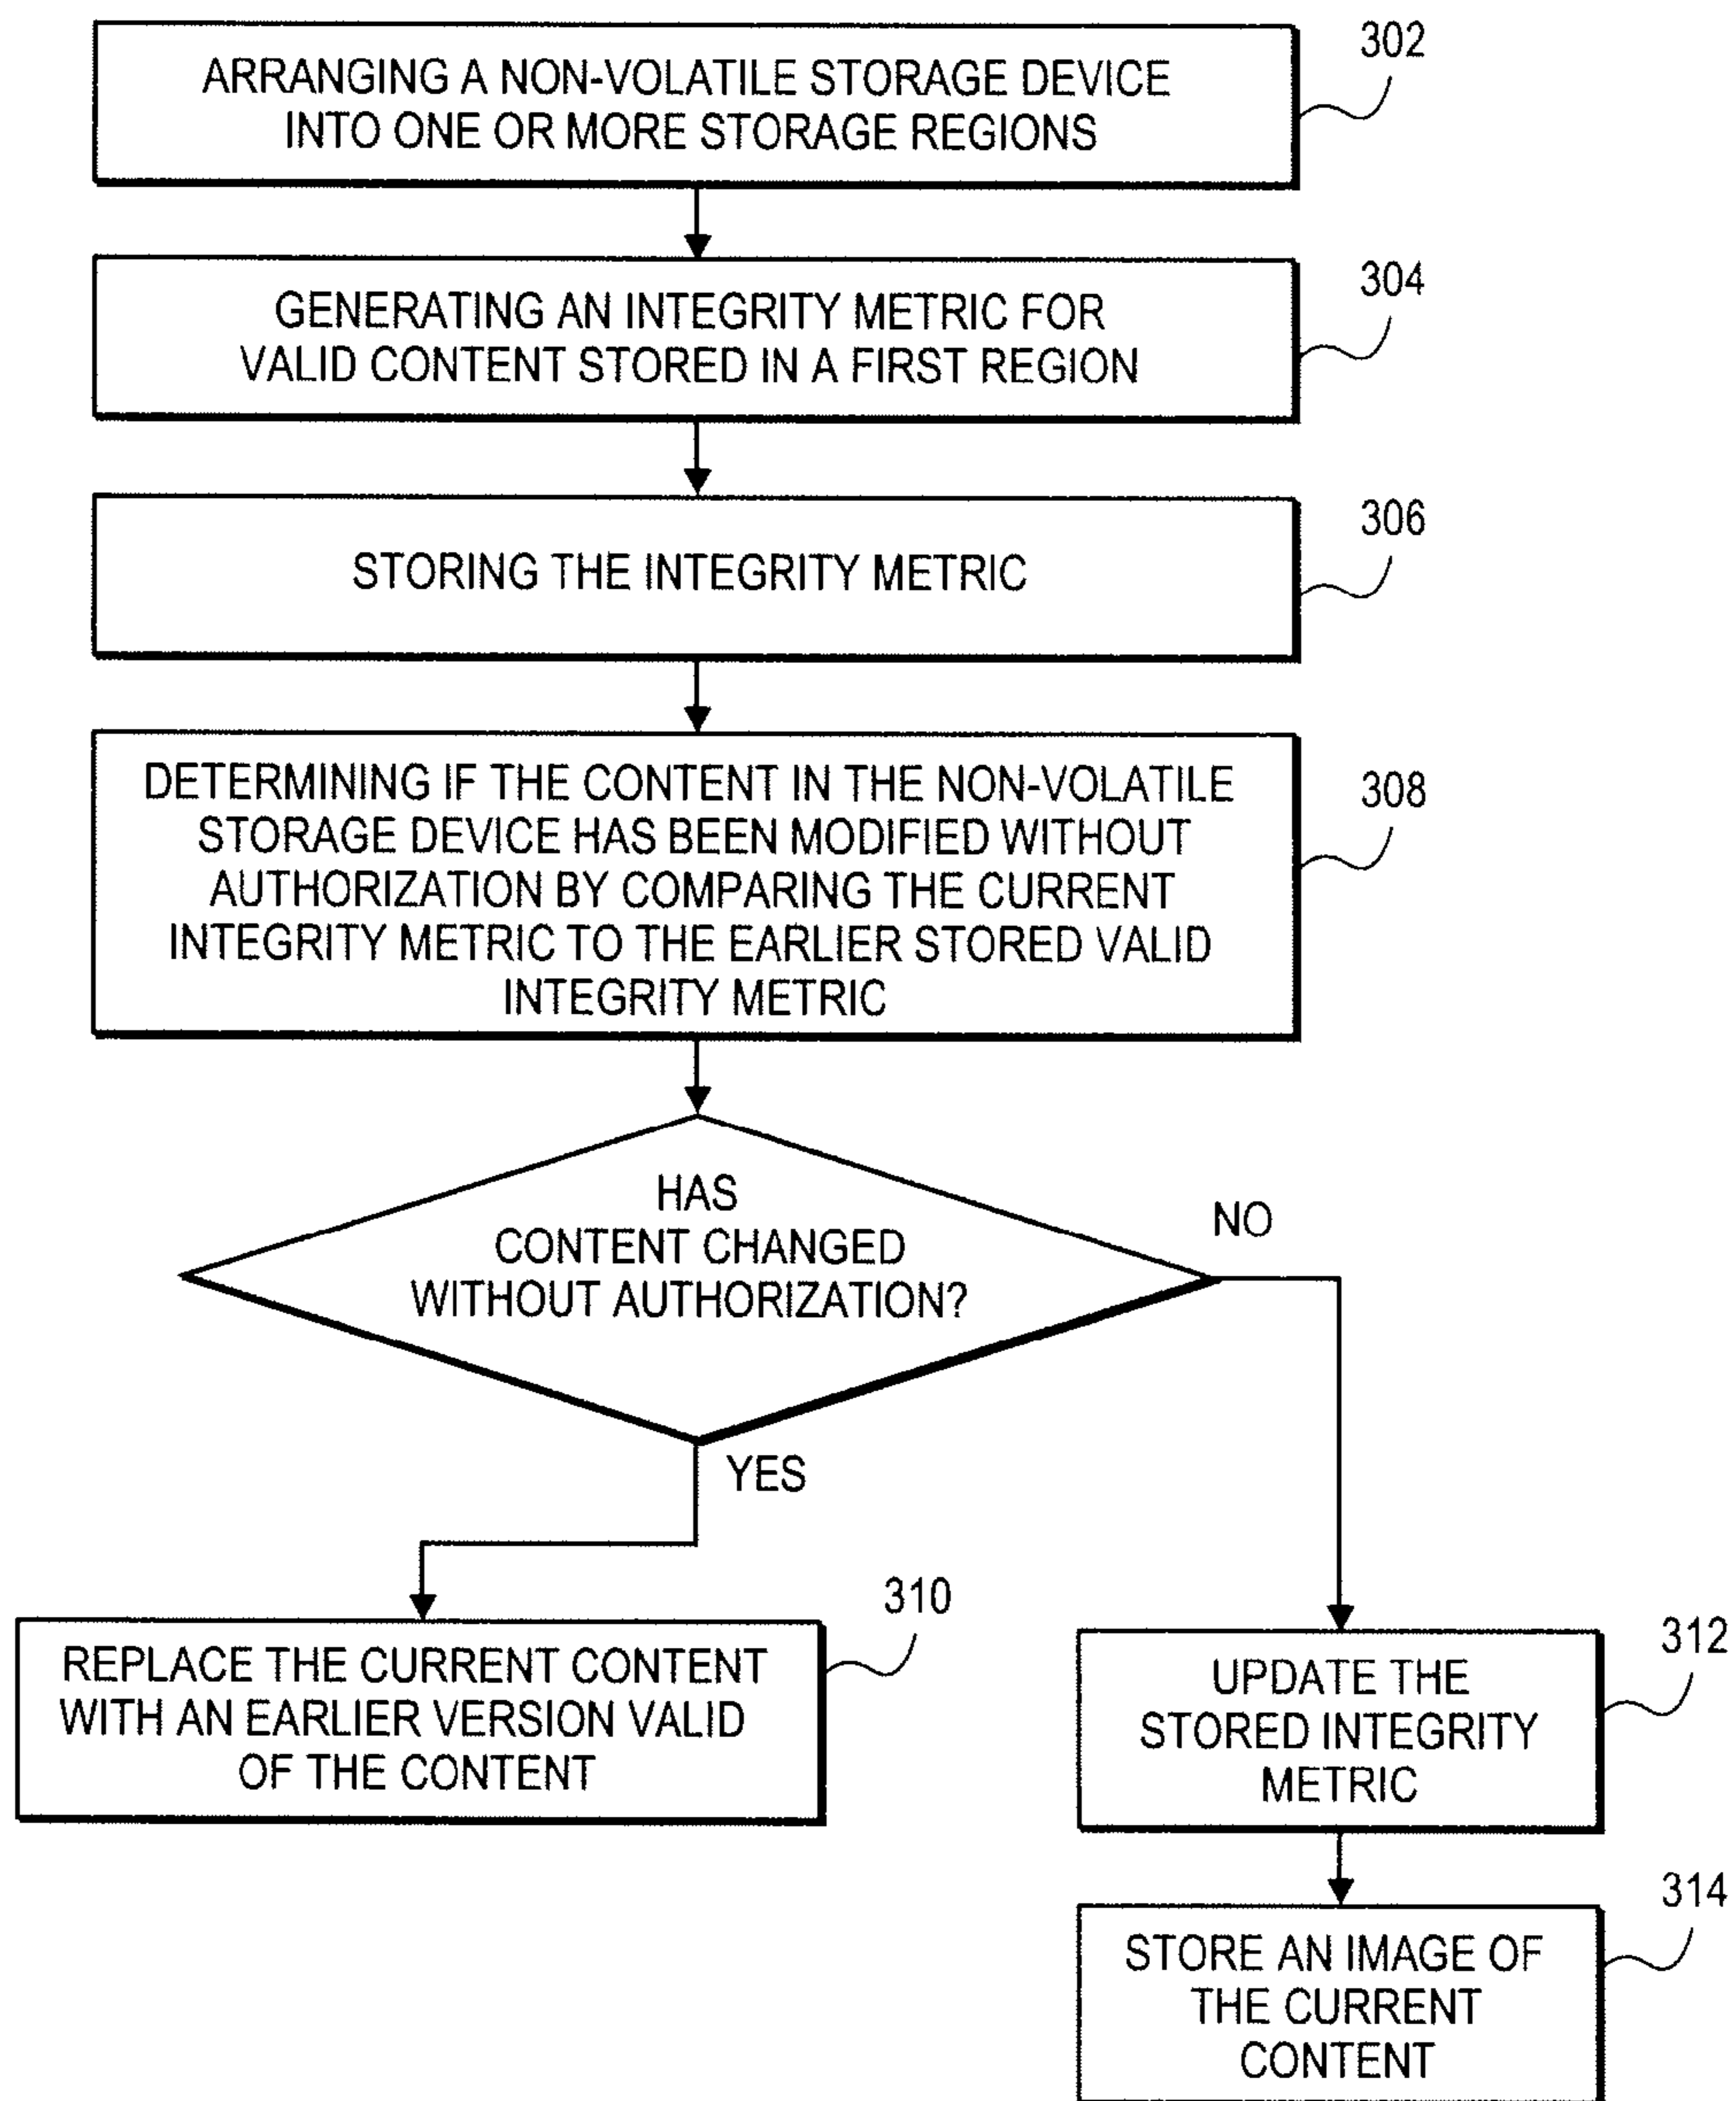 302
ARRANGING A NON-VOLATILE STORAGE DEVICE
INTO ONE OR MORE STORAGE REGIONS
304
GENERATING AN INTEGRITY METRIC FOR
VALID CONTENT STORED IN A FIRST REGION
306
STORING THE INTEGRITY METRIC
308
DETERMINING IF THE CONTENT IN THE NON-VOLATILE
STORAGE DEVICE HAS BEEN MODIFIED WITHOUT
AUTHORIZATION BY COMPARING THE CURRENT
INTEGRITY METRIC TO THE EARLIER STORED VALID
INTEGRITY METRIC
HAS
CONTENT CHANGED
WITHOUT AUTHORIZATION?
NO
YES
310
REPLACE THE CURRENT CONTENT
WITH AN EARLIER VERSION VALID
OF THE CONTENT
312
UPDATE THE
STORED INTEGRITY
METRIC
314
STORE AN IMAGE OF
THE CURRENT
CONTENT